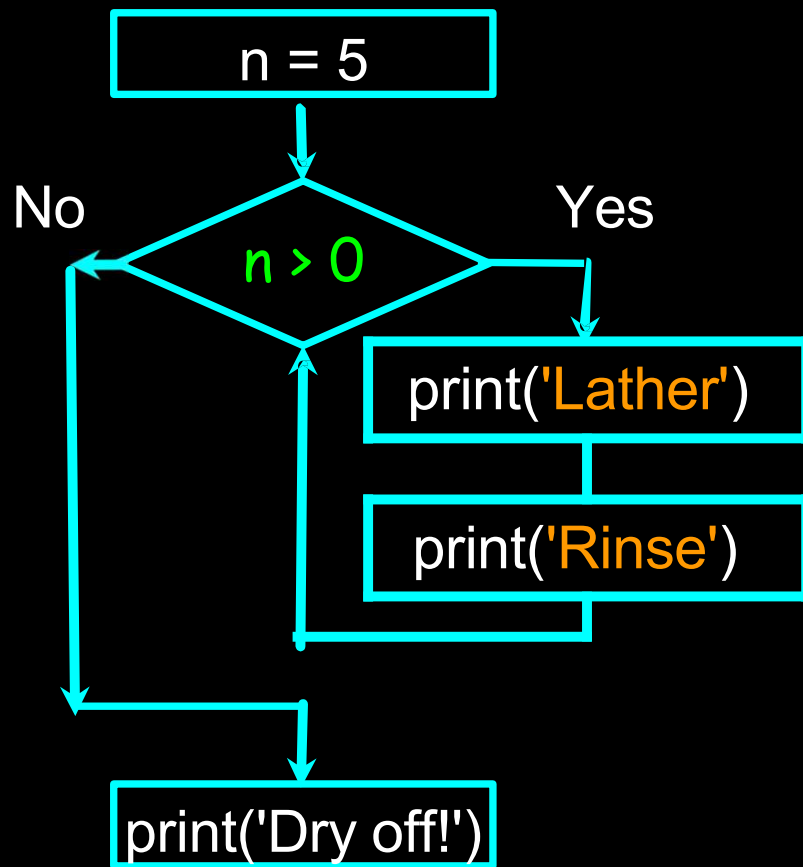 n = 5
No
Yes
n > 0
print('Lather')
print('Rinse')
print('Dry off!')